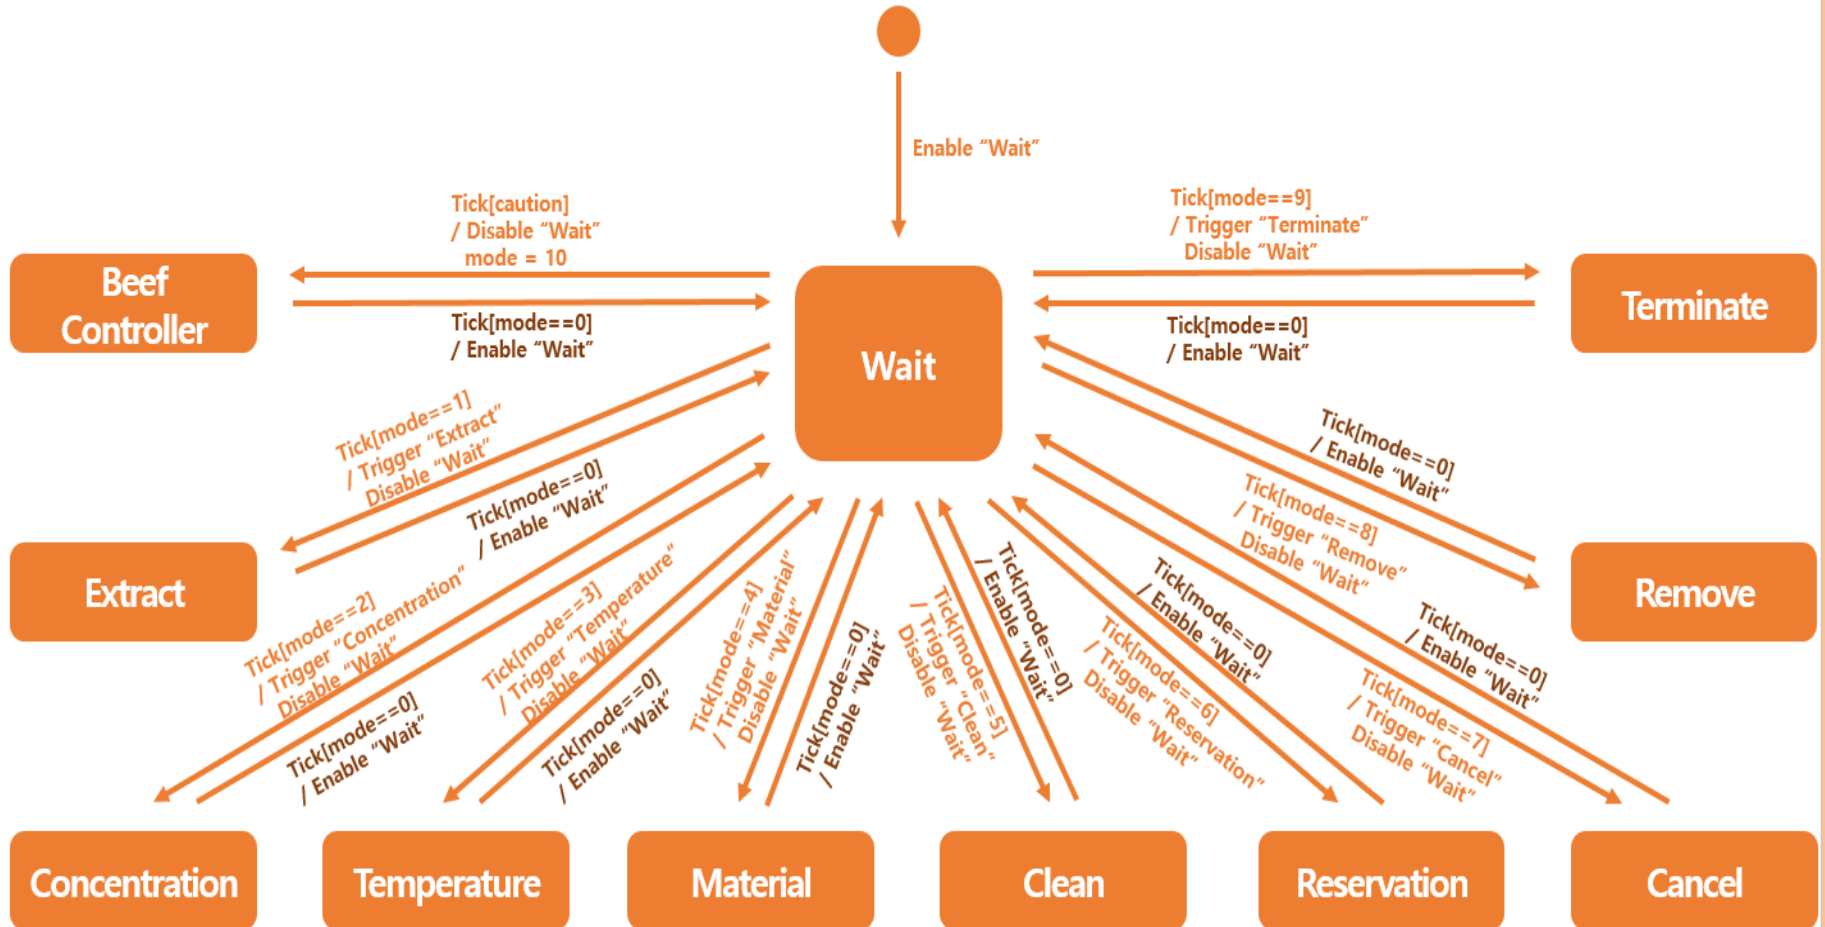 Enable “Wait”
Tick[caution]
/ Disable “Wait”
mode = 10
Tick[mode==9]
/ Trigger “Terminate”
Disable “Wait”
Beef
Controller
Wait
Terminate
Tick[mode==0]
/ Enable “Wait”
Tick[mode==0]
/ Enable “Wait”
Tick[mode==1]
/ Trigger “Extract”
Disable “Wait”
Tick[mode==0]
/ Enable “Wait”
Tick[mode==0]
/ Enable “Wait”
Tick[mode==8]
/ Trigger “Remove”
Disable “Wait”
Extract
Remove
Tick[mode==2]
/ Trigger “Concentration”
Disable “Wait”
Tick[mode==0]
/ Enable “Wait”
Tick[mode==3]
/ Trigger “Temperature”
Disable “Wait”
Tick[mode==0]
/ Enable “Wait”
Tick[mode==4]
/ Trigger “Material”
Disable “Wait”
Tick[mode==0]
/ Enable “Wait”
Tick[mode==5]
/ Trigger “Clean”
Disable “Wait”
Tick[mode==0]
/ Enable “Wait”
Tick[mode==6]
/ Trigger “Reservation”
Disable “Wait”
Tick[mode==0]
/ Enable “Wait”
Tick[mode==7]
/ Trigger “Cancel”
Disable “Wait”
Tick[mode==0]
/ Enable “Wait”
Concentration
Temperature
Material
Clean
Reservation
Cancel